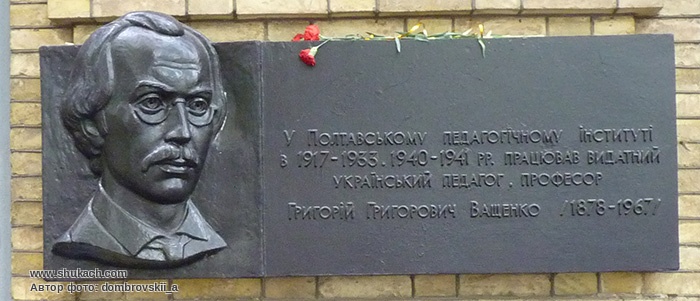 У Полтавському педагогічному інституті
в 1917-1933, 1940-1941 рр. працював видатний
український педагог, професор
Григорій Григорович Ващенко /1878-1967/
www.shukach.com
Автор фото: dombrovskii_a